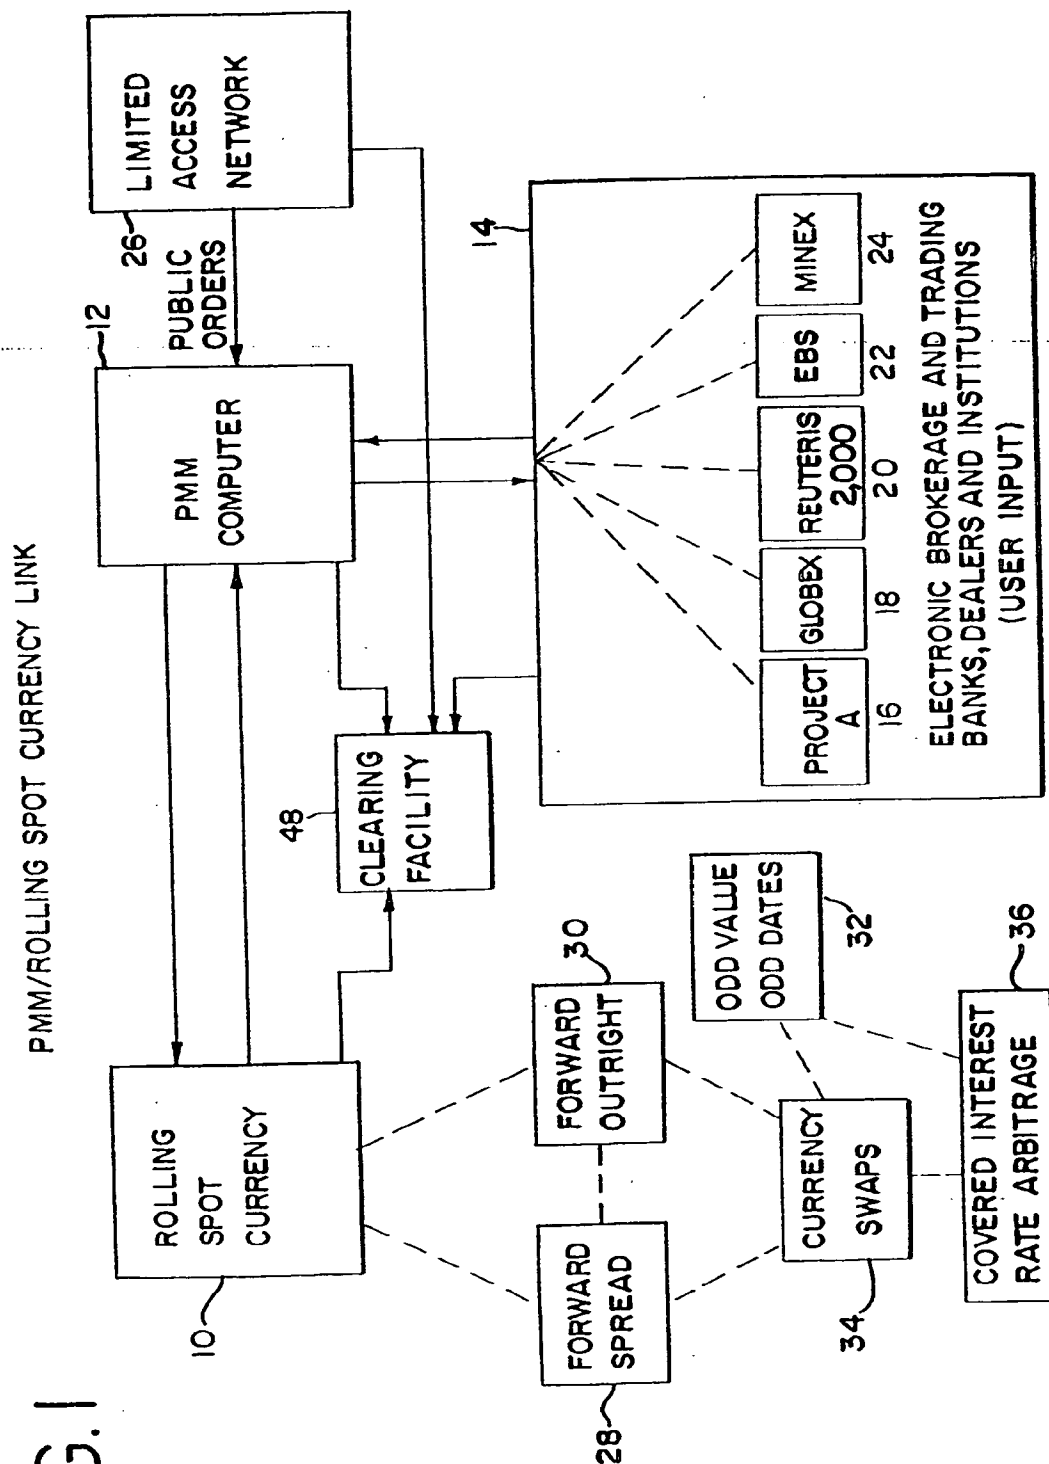 G. 1
PMM/ROLLING SPOT CURRENCY LINK
10
ROLLING
SPOT
CURRENCY
12
PMM
COMPUTER
PUBLIC
ORDERS
26
LIMITED
ACCESS
NETWORK
48
CLEARING
FACILITY
14
PROJECT
A
16
GLOBEX
18
REUTERIS
2,000
20
EBS
22
MINEX
24
ELECTRONIC BROKERAGE AND TRADING
BANKS, DEALERS AND INSTITUTIONS
(USER INPUT)
28
FORWARD
SPREAD
30
FORWARD
OUTRIGHT
ODD VALUE
ODD DATES
32
34
CURRENCY
SWAPS
36
COVERED INTEREST
RATE ARBITRAGE